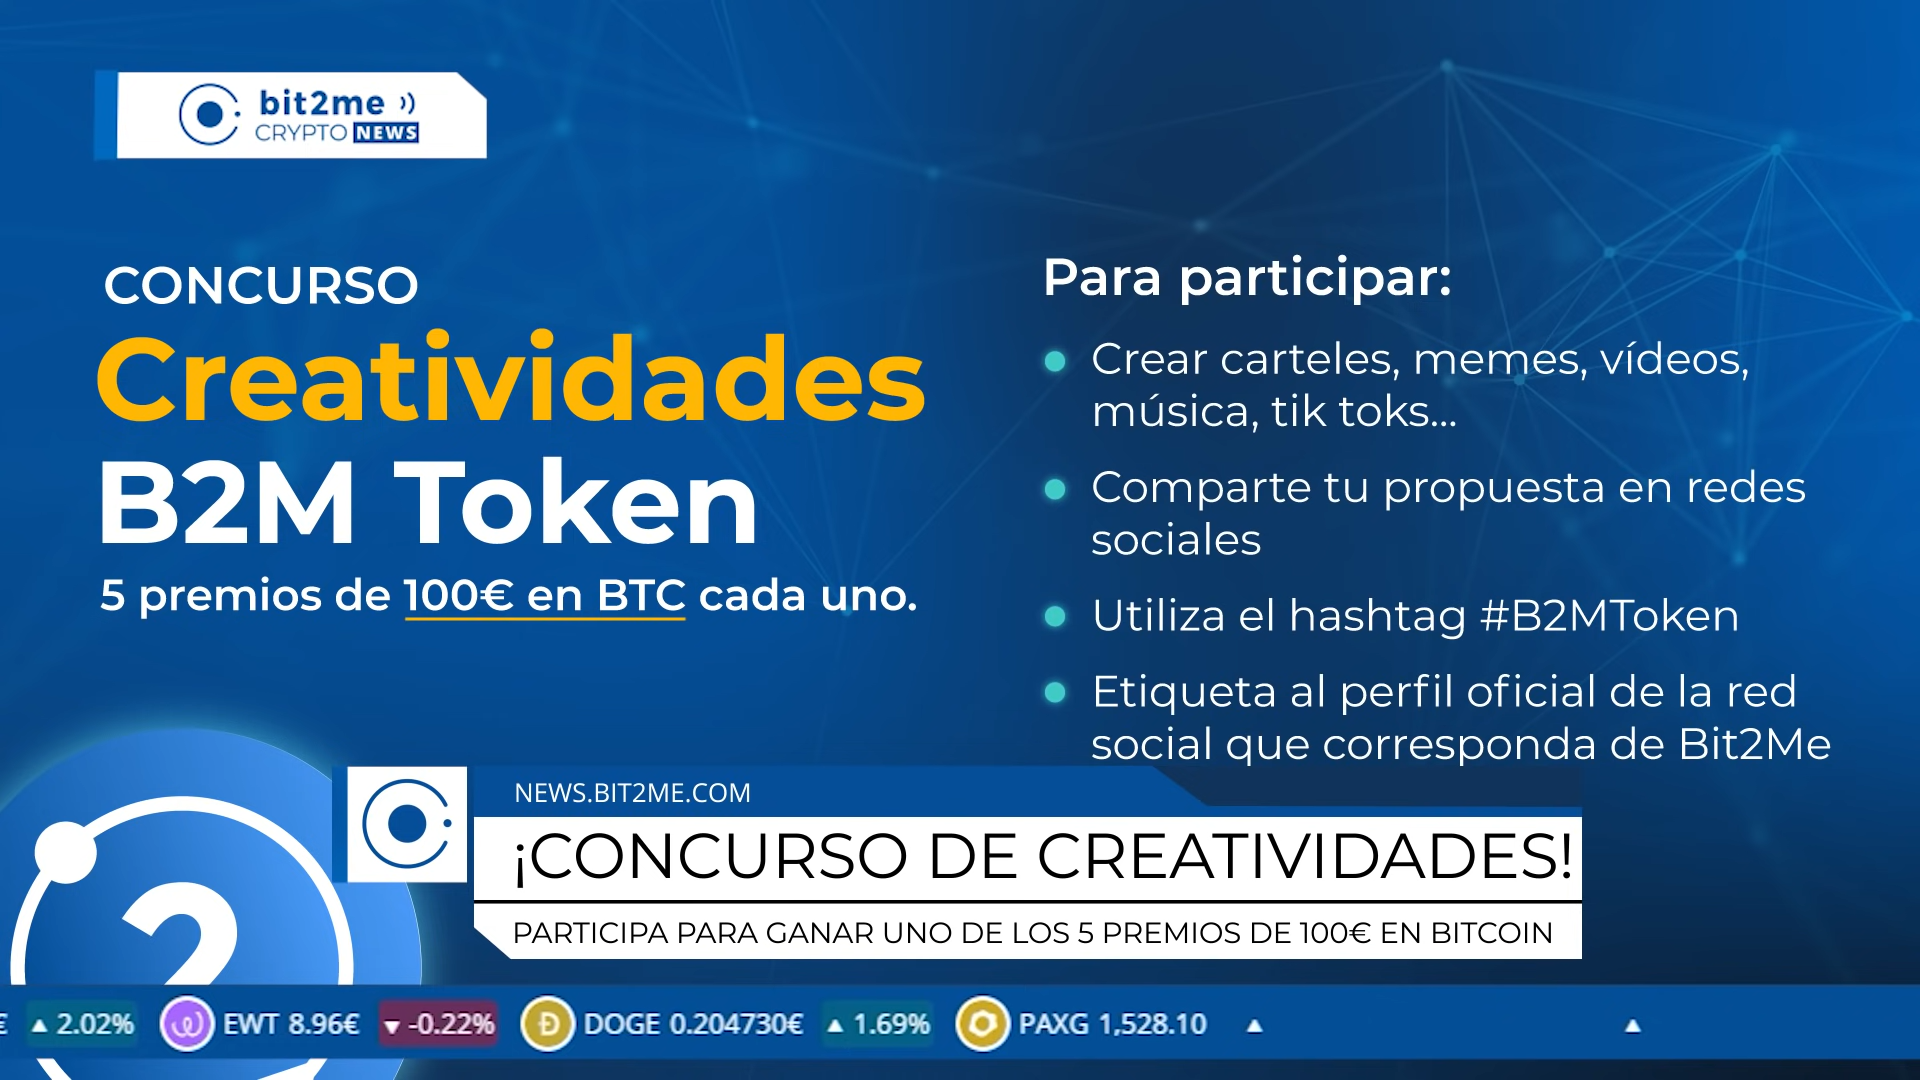 bit2me
CRYPTO NEWS
CONCURSO
Creatividades
B2M Token
5 premios de 100€ en BTC cada uno.
Para participar:
Crear carteles, memes, vídeos,
música, tik toks...
Comparte tu propuesta en redes
sociales
Utiliza el hashtag #B2MToken
Etiqueta al perfil oficial de la red
social que corresponda de Bit2Me
NEWS.BIT2ME.COM
¡CONCURSO DE CREATIVIDADES!
PARTICIPA PARA GANAR UNO DE LOS 5 PREMIOS DE 100€ EN BITCOIN
2
€ ▲ 2.02% EWT 8.96€ ▼ -0.22% DOGE 0.204730€ ▲ 1.69% PAXG 1,528.10 ▲ ▲